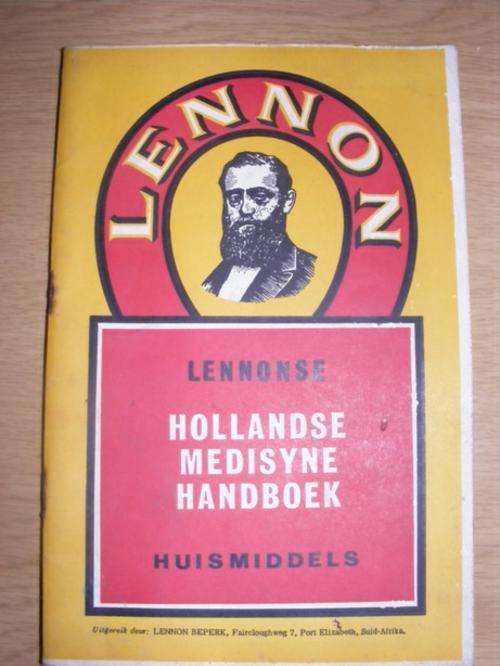 LENNON
LENNONSE
HOLLANDSE
MEDISYNE
HANDBOEK
HUISMIDDELS
Uitgereik deur: LENNON BEPERK, Faircloughweg 7, Port Elizabeth, Suid-Afrika.